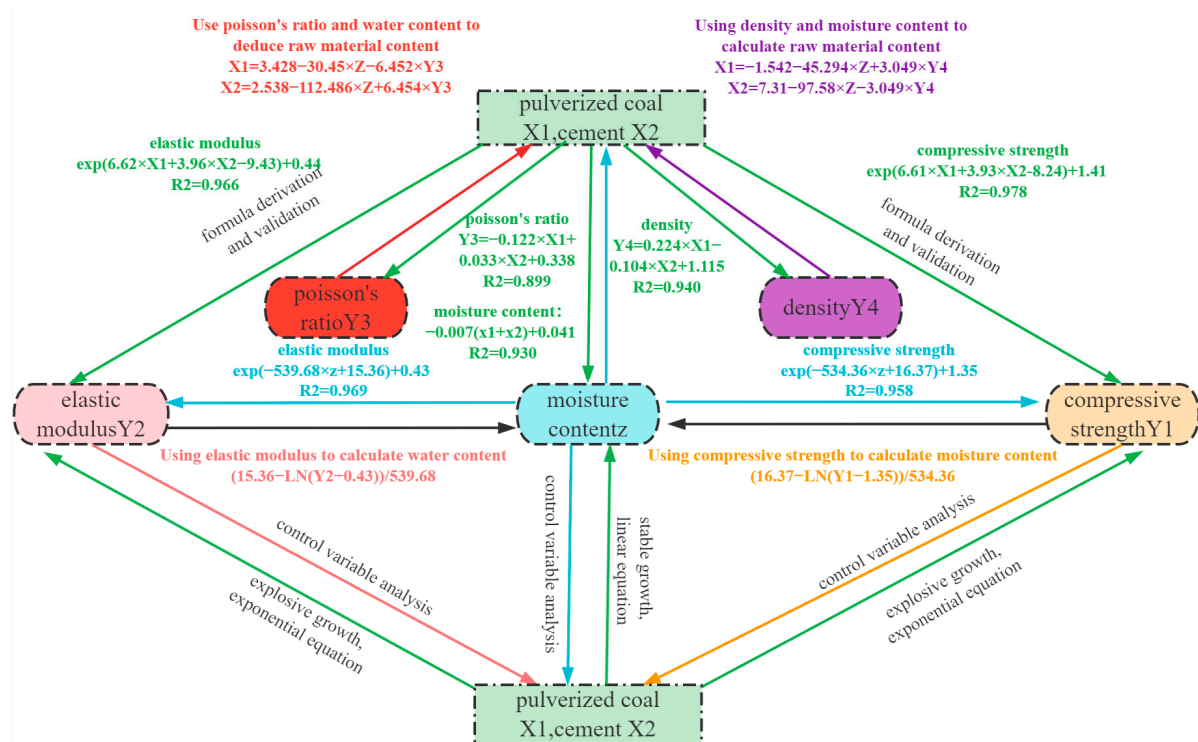 Use poisson's ratio and water content to
deduce raw material content
X1=3.428−30.45×Z−6.452×Y3
X2=2.538−112.486×Z+6.454×Y3
Using density and moisture content to
calculate raw material content
X1=−1.542−45.294×Z+3.049×Y4
X2=7.31−97.58×Z−3.049×Y4
pulverized coal
X1,cement X2
elastic modulus
exp(6.62×X1+3.96×X2−9.43)+0.44
R2=0.966
compressive strength
exp(6.61×X1+3.93×X2-8.24)+1.41
R2=0.978
formula derivation
and validation
poisson's ratio
Y3=−0.122×X1+
0.033×X2+0.338
R2=0.899
density
Y4=0.224×X1−
0.104×X2+1.115
R2=0.940
formula derivation
and validation
poisson's
ratioY3
moisture content：
−0.007(x1+x2)+0.041
R2=0.930
densityY4
elastic modulus
exp(−539.68×z+15.36)+0.43
R2=0.969
compressive strength
exp(−534.36×z+16.37)+1.35
R2=0.958
elastic
modulusY2
moisture
contentz
compressive
strengthY1
Using elastic modulus to calculate water content
(15.36−LN(Y2−0.43))/539.68
Using compressive strength to calculate moisture content
(16.37−LN(Y1−1.35))/534.36
control variable analysis
explosive growth,
exponential equation
control variable analysis
stable growth,
linear equation
control variable analysis
explosive growth,
exponential equation
pulverized coal
X1,cement X2